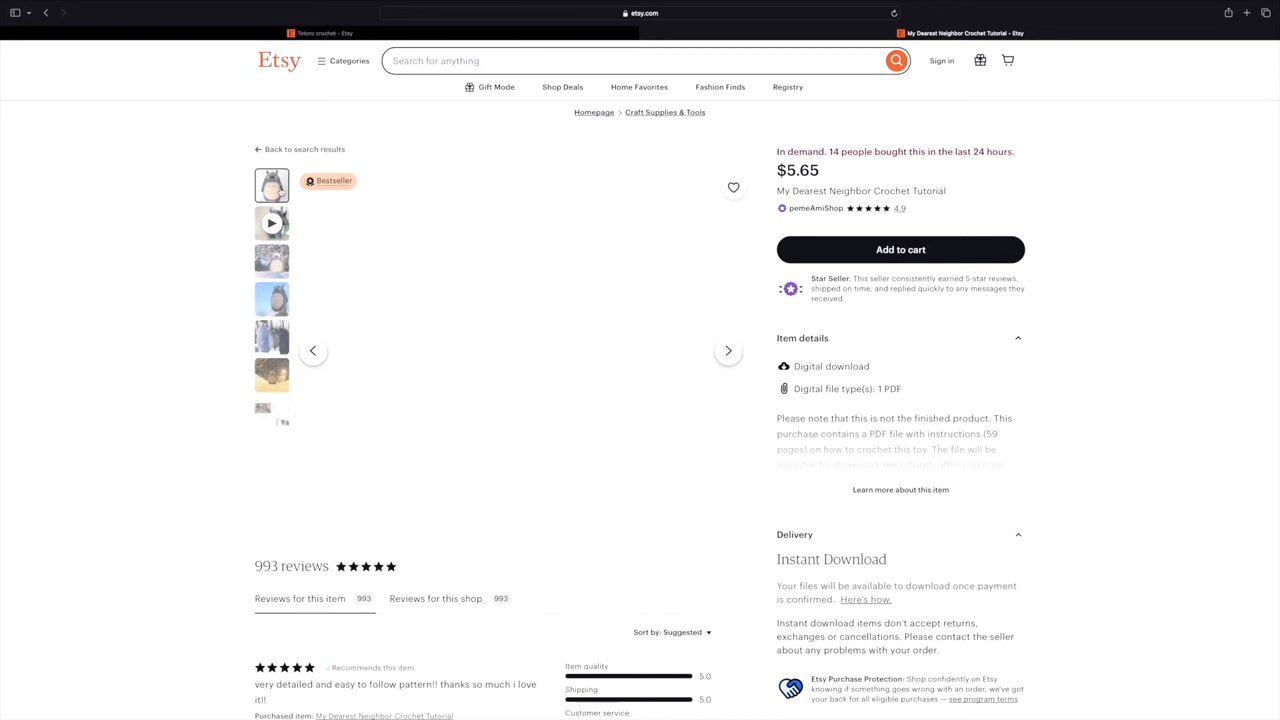 etsy.com
Totoro crochet - Etsy
My Dearest Neighbor Crochet Tutorial - Etsy
Etsy
Categories
Search for anything
Sign in
Gift Mode
Shop Deals
Home Favorites
Fashion Finds
Registry
Homepage > Craft Supplies & Tools
Back to search results
Bestseller
In demand. 14 people bought this in the last 24 hours.
$5.65
My Dearest Neighbor Crochet Tutorial
pemeAmiShop ★★★★★ 4.9
Add to cart
Star Seller. This seller consistently earned 5-star reviews,
shipped on time, and replied quickly to any messages they
received.
Item details
Digital download
Digital file type(s): 1 PDF
Please note that this is not the finished product. This
purchase contains a PDF file with instructions (59
pages) on how to crochet this toy. The file will be
available for download immediately after purchase
Learn more about this item
Delivery
Instant Download
Your files will be available to download once payment
is confirmed. Here's how.
Instant download items don't accept returns,
exchanges or cancellations. Please contact the seller
about any problems with your order.
Etsy Purchase Protection: Shop confidently on Etsy
knowing if something goes wrong with an order, we've got
your back for all eligible purchases — see program terms
993 reviews ★★★★★
Reviews for this item 993
Reviews for this shop 993
Sort by: Suggested
★★★★★ ✓ Recommends this item
very detailed and easy to follow pattern!! thanks so much i love
it!!
Purchased item: My Dearest Neighbor Crochet Tutorial
Item quality
5.0
Shipping
5.0
Customer service